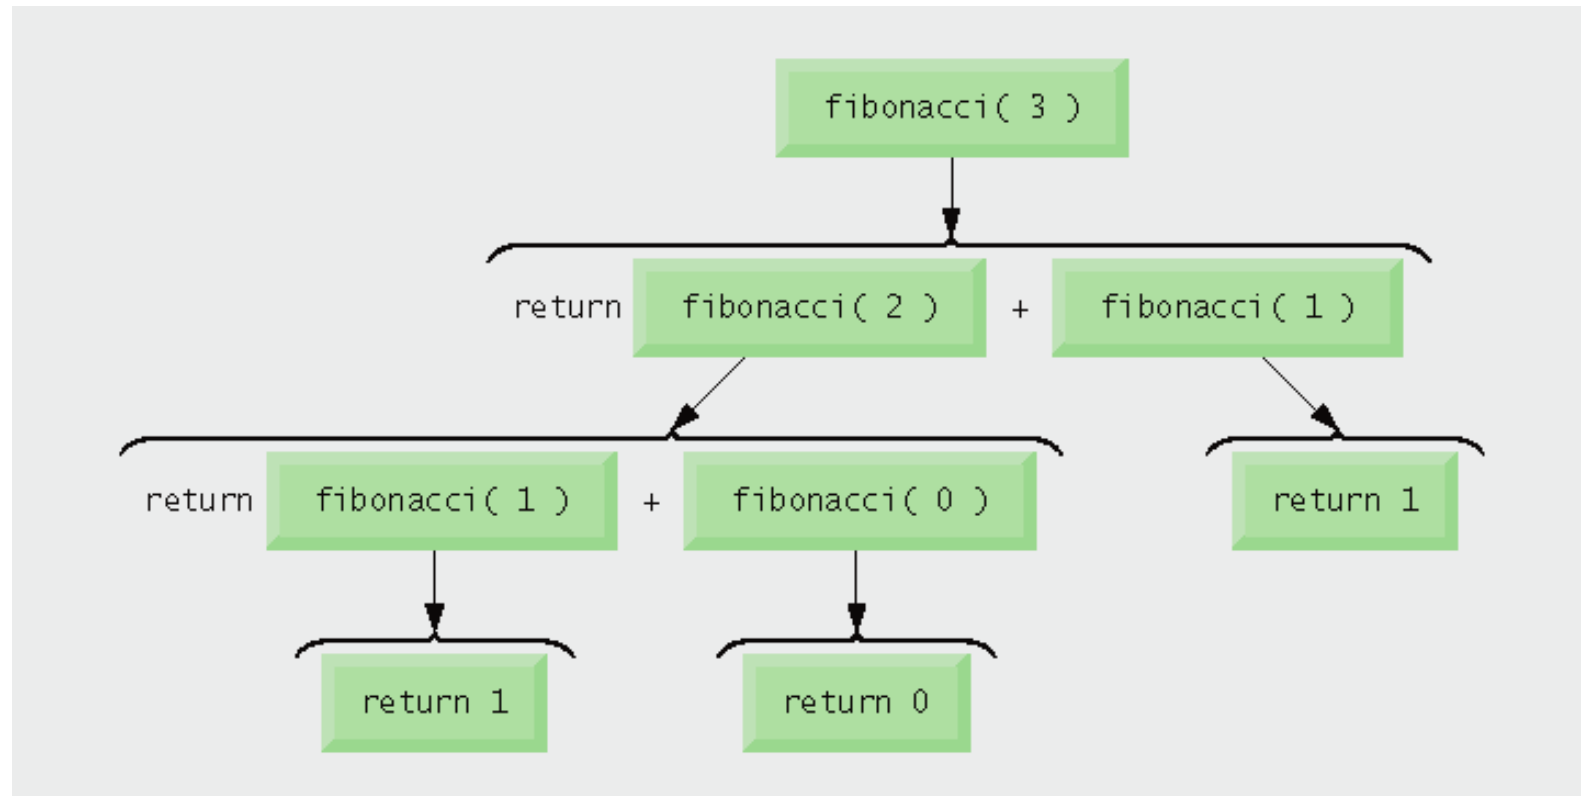 fibonacci( 3 )
return fibonacci( 2 ) + fibonacci( 1 )
return fibonacci( 1 ) + fibonacci( 0 ) return 1
return 1 return 0